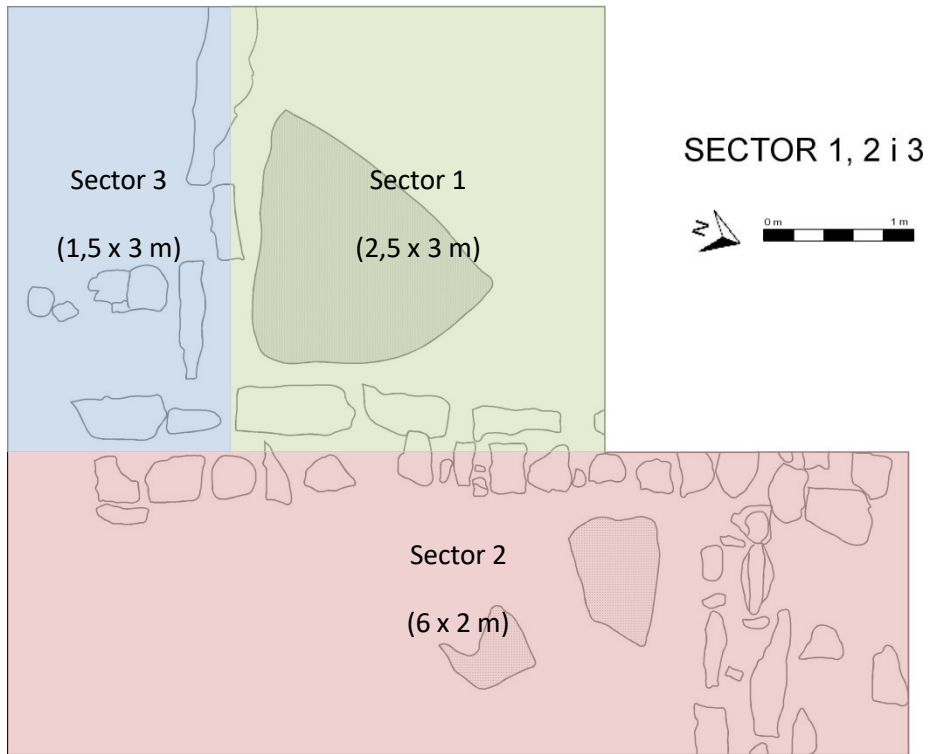 Sector 3
(1,5 x 3 m)
Sector 1
(2,5 x 3 m)
SECTOR 1, 2 i 3
N
0 m 1 m
Sector 2
(6 x 2 m)